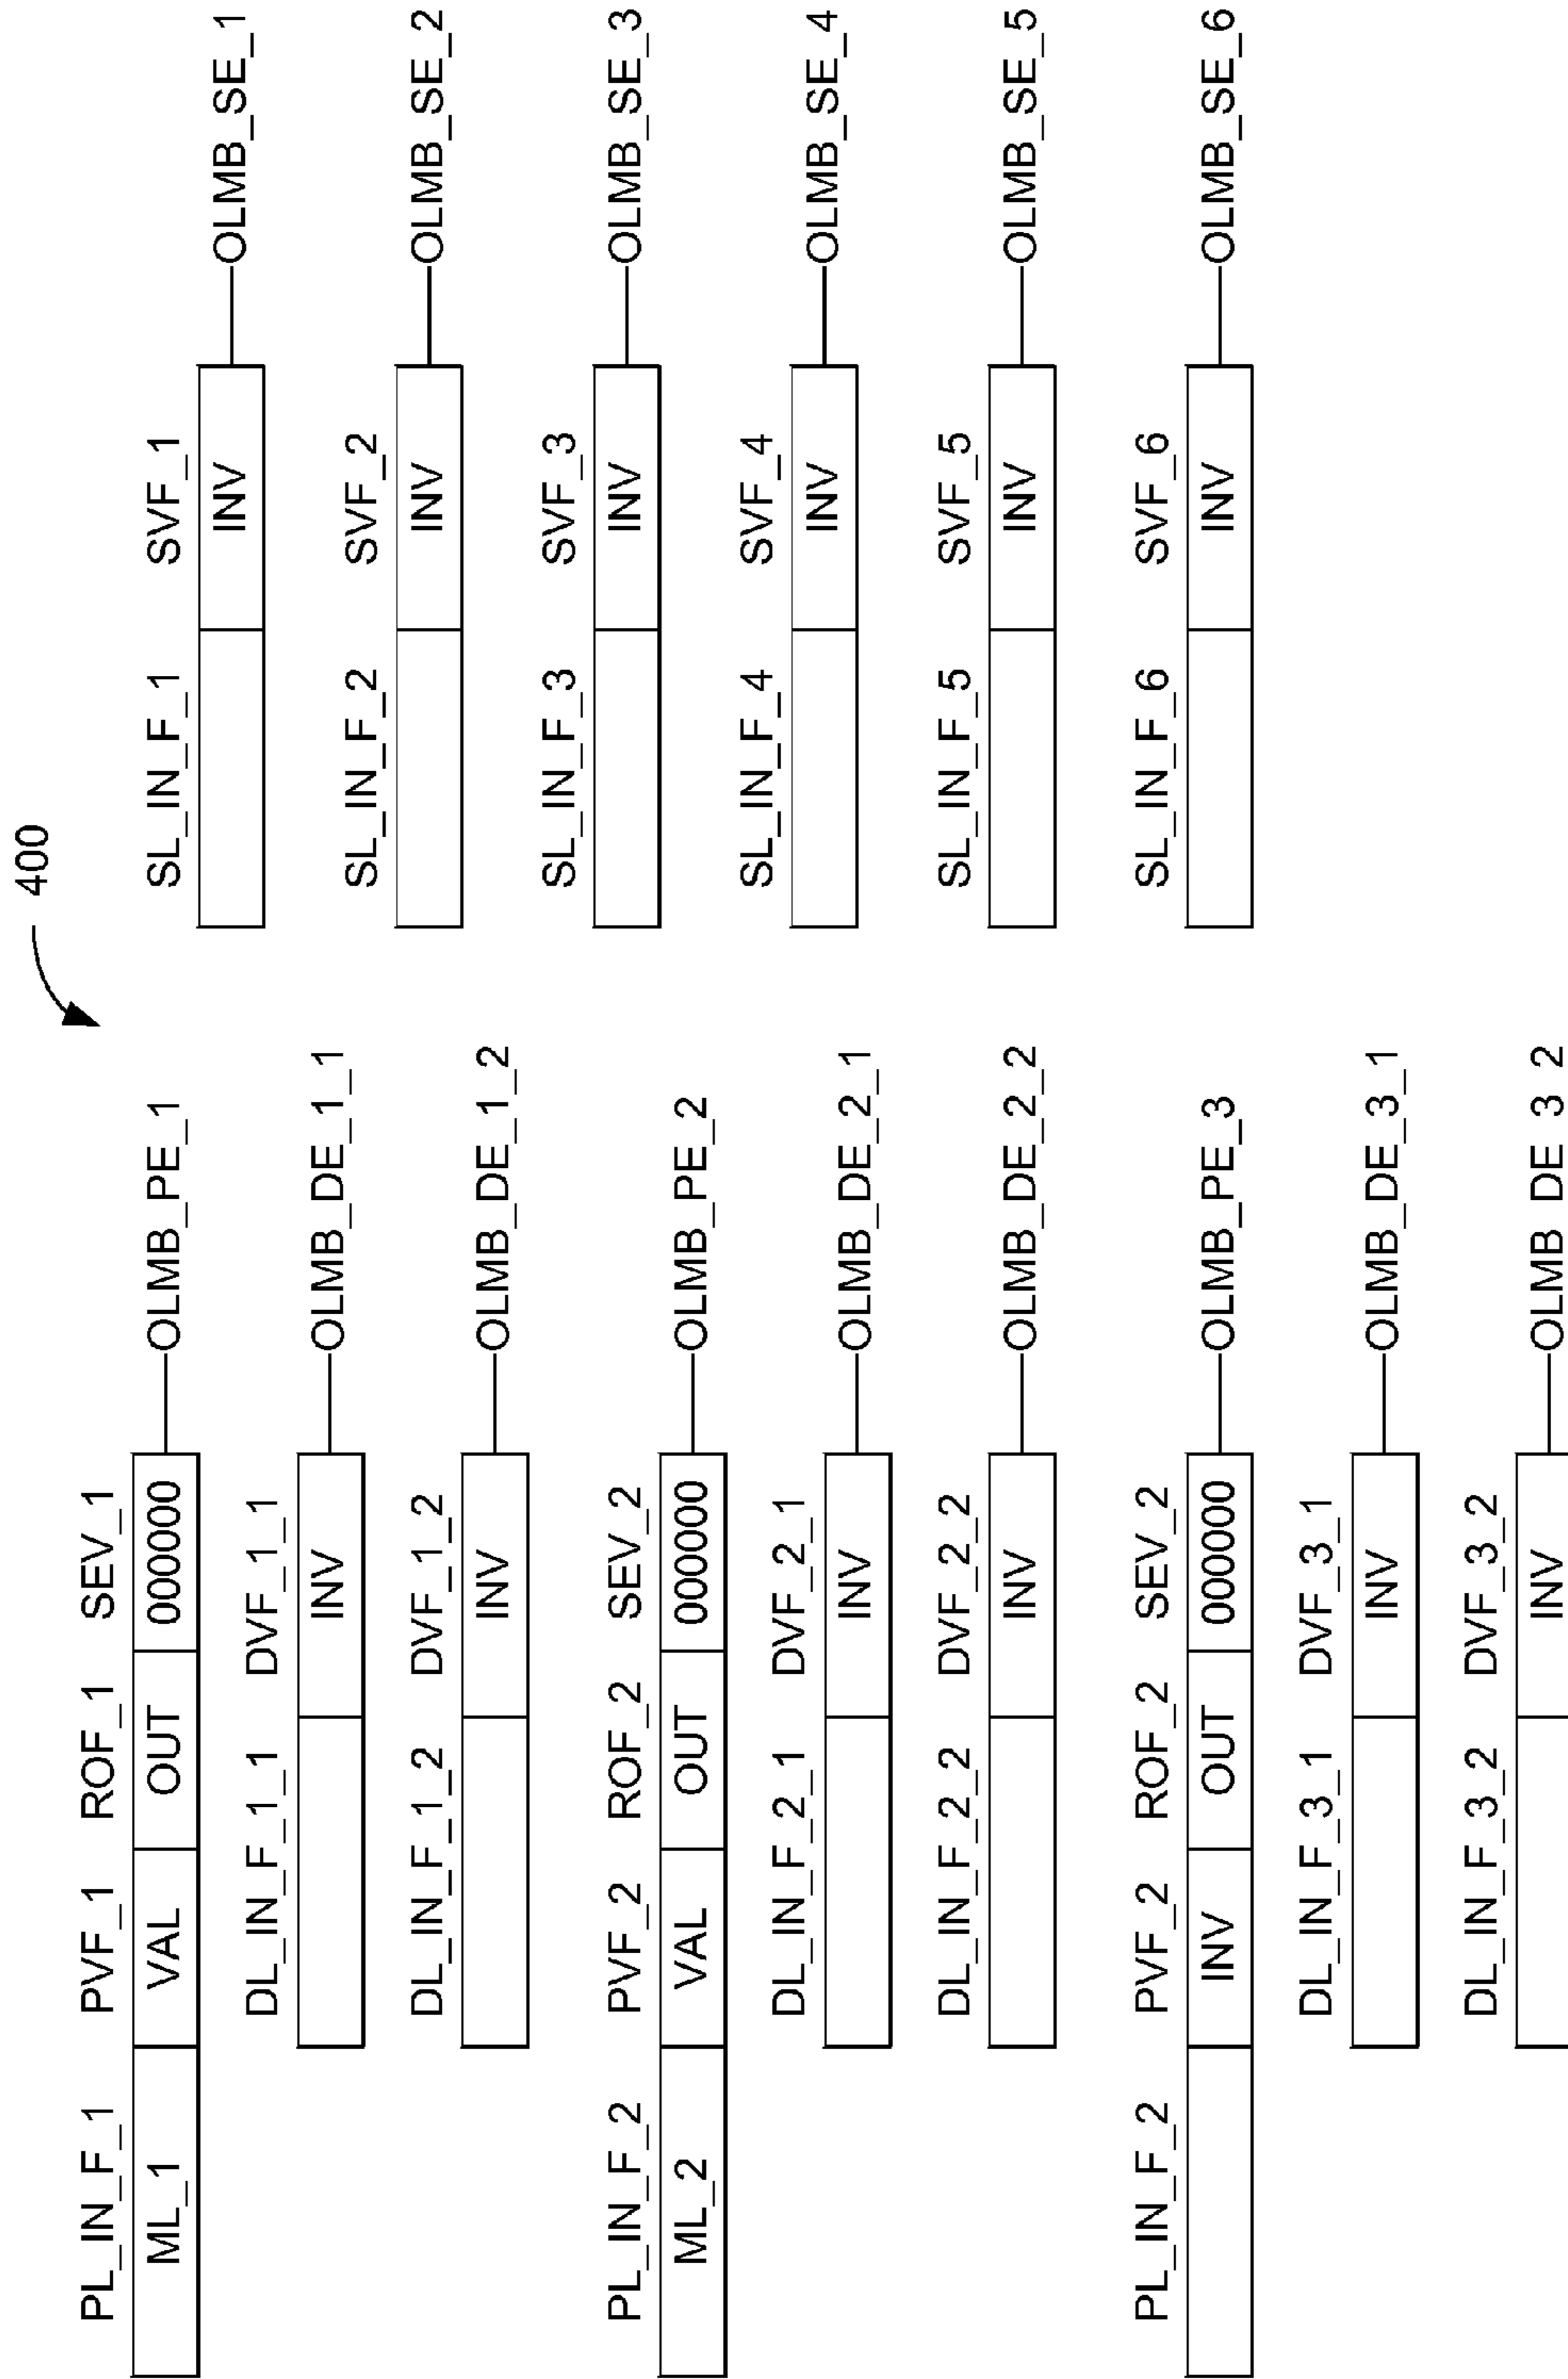 400
PL_IN_F_1 PVF_1 ROF_1 SEV_1
ML_1 VAL OUT 000000 OLMB_PE_1
DL_IN_F_1_1 DVF_1_1
INV OLMB_DE_1_1
DL_IN_F_1_2 DVF_1_2
INV OLMB_DE_1_2
PL_IN_F_2 PVF_2 ROF_2 SEV_2
ML_2 VAL OUT 000000 OLMB_PE_2
DL_IN_F_2_1 DVF_2_1
INV OLMB_DE_2_1
DL_IN_F_2_2 DVF_2_2
INV OLMB_DE_2_2
PL_IN_F_2 PVF_2 ROF_2 SEV_2
INV OUT 000000 OLMB_PE_3
DL_IN_F_3_1 DVF_3_1
INV OLMB_DE_3_1
DL_IN_F_3_2 DVF_3_2
INV OLMB_DE_3_2
SL_IN_F_1 SVF_1
INV OLMB_SE_1
SL_IN_F_2 SVF_2
INV OLMB_SE_2
SL_IN_F_3 SVF_3
INV OLMB_SE_3
SL_IN_F_4 SVF_4
INV OLMB_SE_4
SL_IN_F_5 SVF_5
INV OLMB_SE_5
SL_IN_F_6 SVF_6
INV OLMB_SE_6